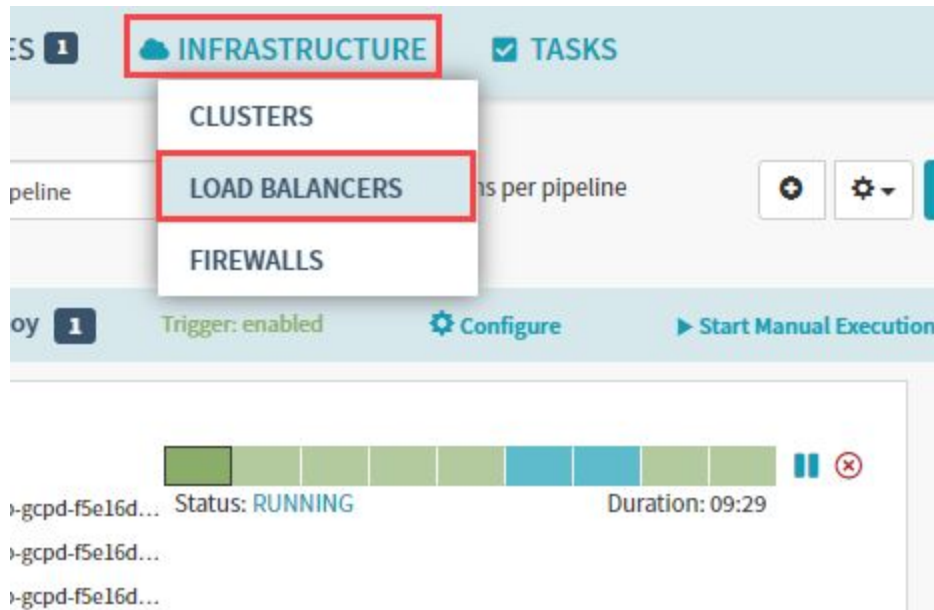 ES 1 INFRASTRUCTURE TASKS
CLUSTERS
peline LOAD BALANCERS ns per pipeline
FIREWALLS
oy 1 Trigger: enabled Configure Start Manual Execution
Status: RUNNING Duration: 09:29
-gcpd-f5e16d...
-gcpd-f5e16d...
-gcpd-f5e16d...